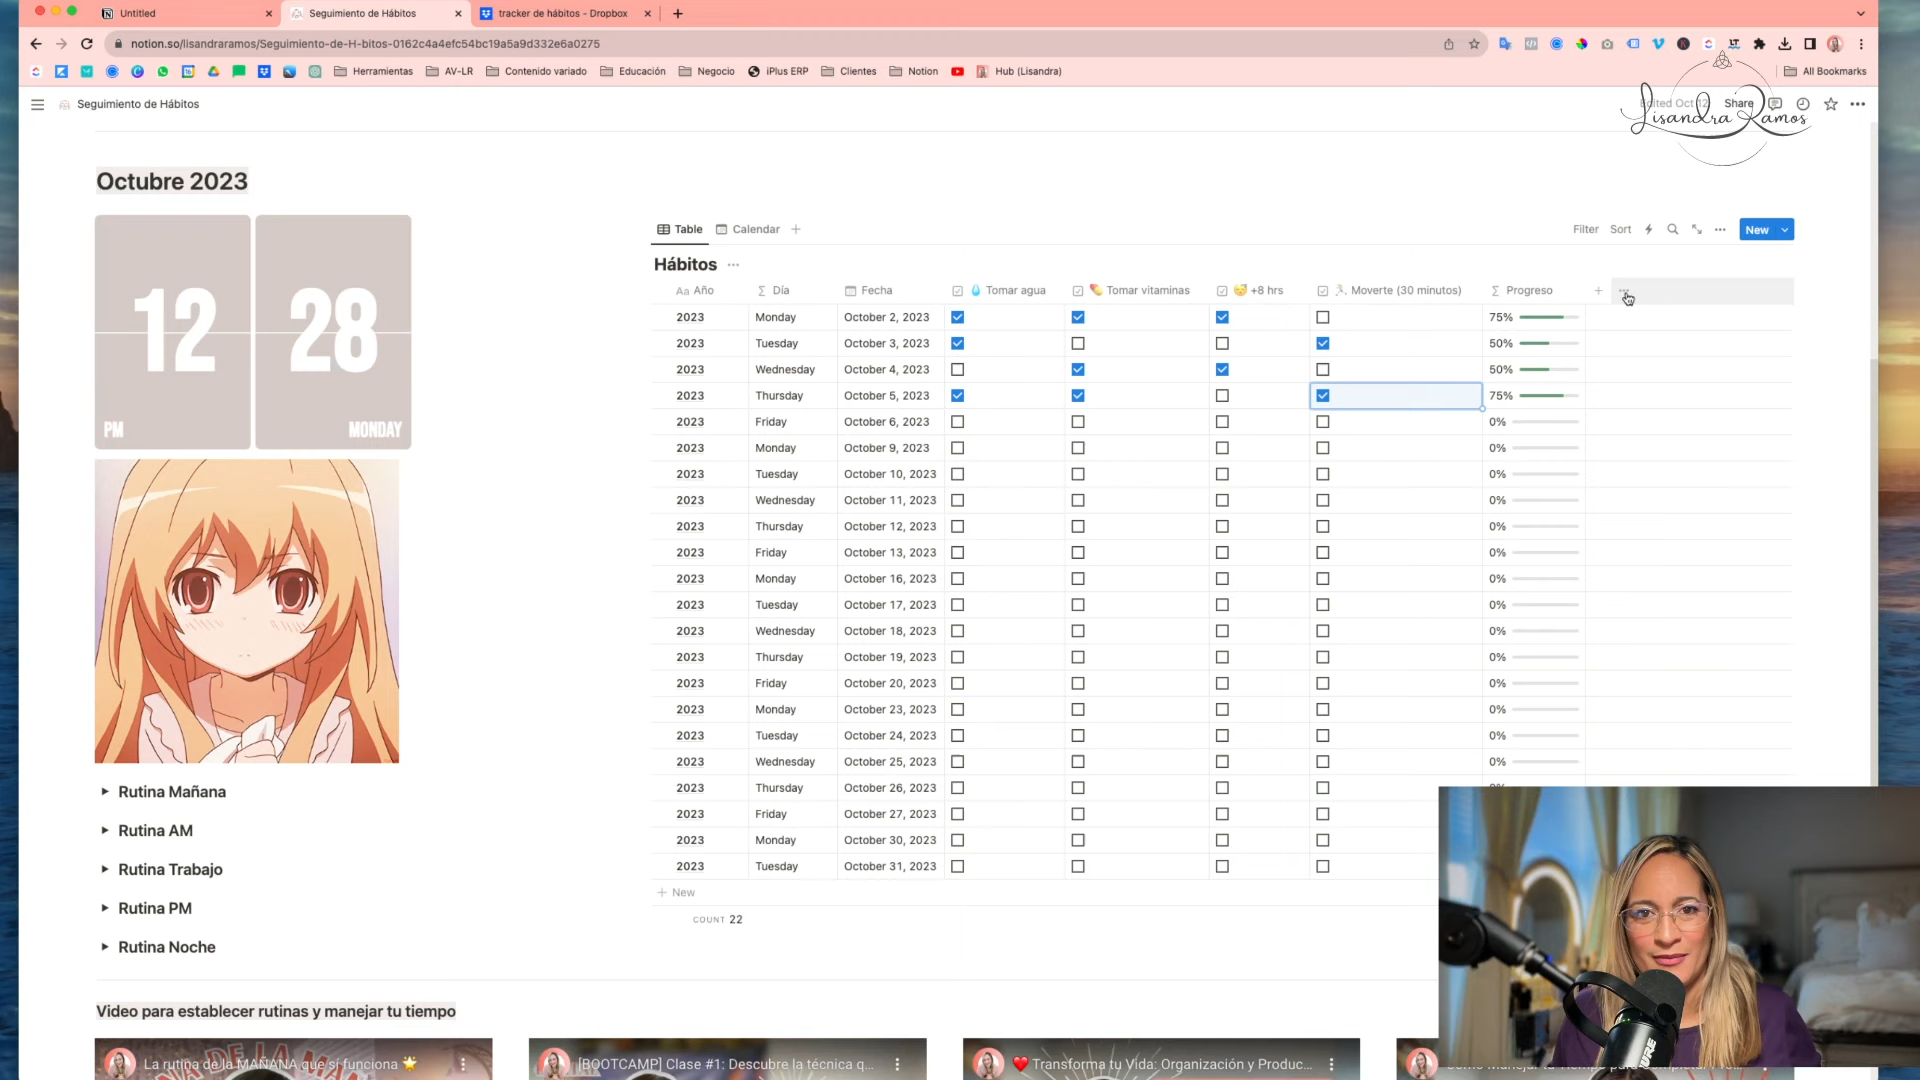 Untitled
Seguimiento de Hábitos
tracker de hábitos - Dropbox
notion.so/lisandraramos/Seguimiento-de-H-bitos-0162c4a4efc54bc19a5a9d332e6a0275
Herramientas
AV-LR
Contenido variado
Educación
Negocio
iPlus ERP
Clientes
Notion
Hub (Lisandra)
All Bookmarks
Seguimiento de Hábitos
Edited Oct 12
Share
Lisandra Ramos
Octubre 2023
12 28
PM MONDAY
Table Calendar
Filter Sort New
Hábitos
Aa Año Día Fecha 💧 Tomar agua 💊 Tomar vitaminas 😴 +8 hrs Moverte (30 minutos) Progreso
2023 Monday October 2, 2023 75%
2023 Tuesday October 3, 2023 50%
2023 Wednesday October 4, 2023 50%
2023 Thursday October 5, 2023 75%
2023 Friday October 6, 2023 0%
2023 Monday October 9, 2023 0%
2023 Tuesday October 10, 2023 0%
2023 Wednesday October 11, 2023 0%
2023 Thursday October 12, 2023 0%
2023 Friday October 13, 2023 0%
2023 Monday October 16, 2023 0%
2023 Tuesday October 17, 2023 0%
2023 Wednesday October 18, 2023 0%
2023 Thursday October 19, 2023 0%
2023 Friday October 20, 2023 0%
2023 Monday October 23, 2023 0%
2023 Tuesday October 24, 2023 0%
2023 Wednesday October 25, 2023 0%
2023 Thursday October 26, 2023
2023 Friday October 27, 2023
2023 Monday October 30, 2023
2023 Tuesday October 31, 2023
+ New
COUNT 22
Rutina Mañana
Rutina AM
Rutina Trabajo
Rutina PM
Rutina Noche
Video para establecer rutinas y manejar tu tiempo
La rutina de la MAÑANA que sí funciona 🌟
[BOOTCAMP] Clase #1: Descubre la técnica q...
❤️ Transforma tu Vida: Organización y Produc...